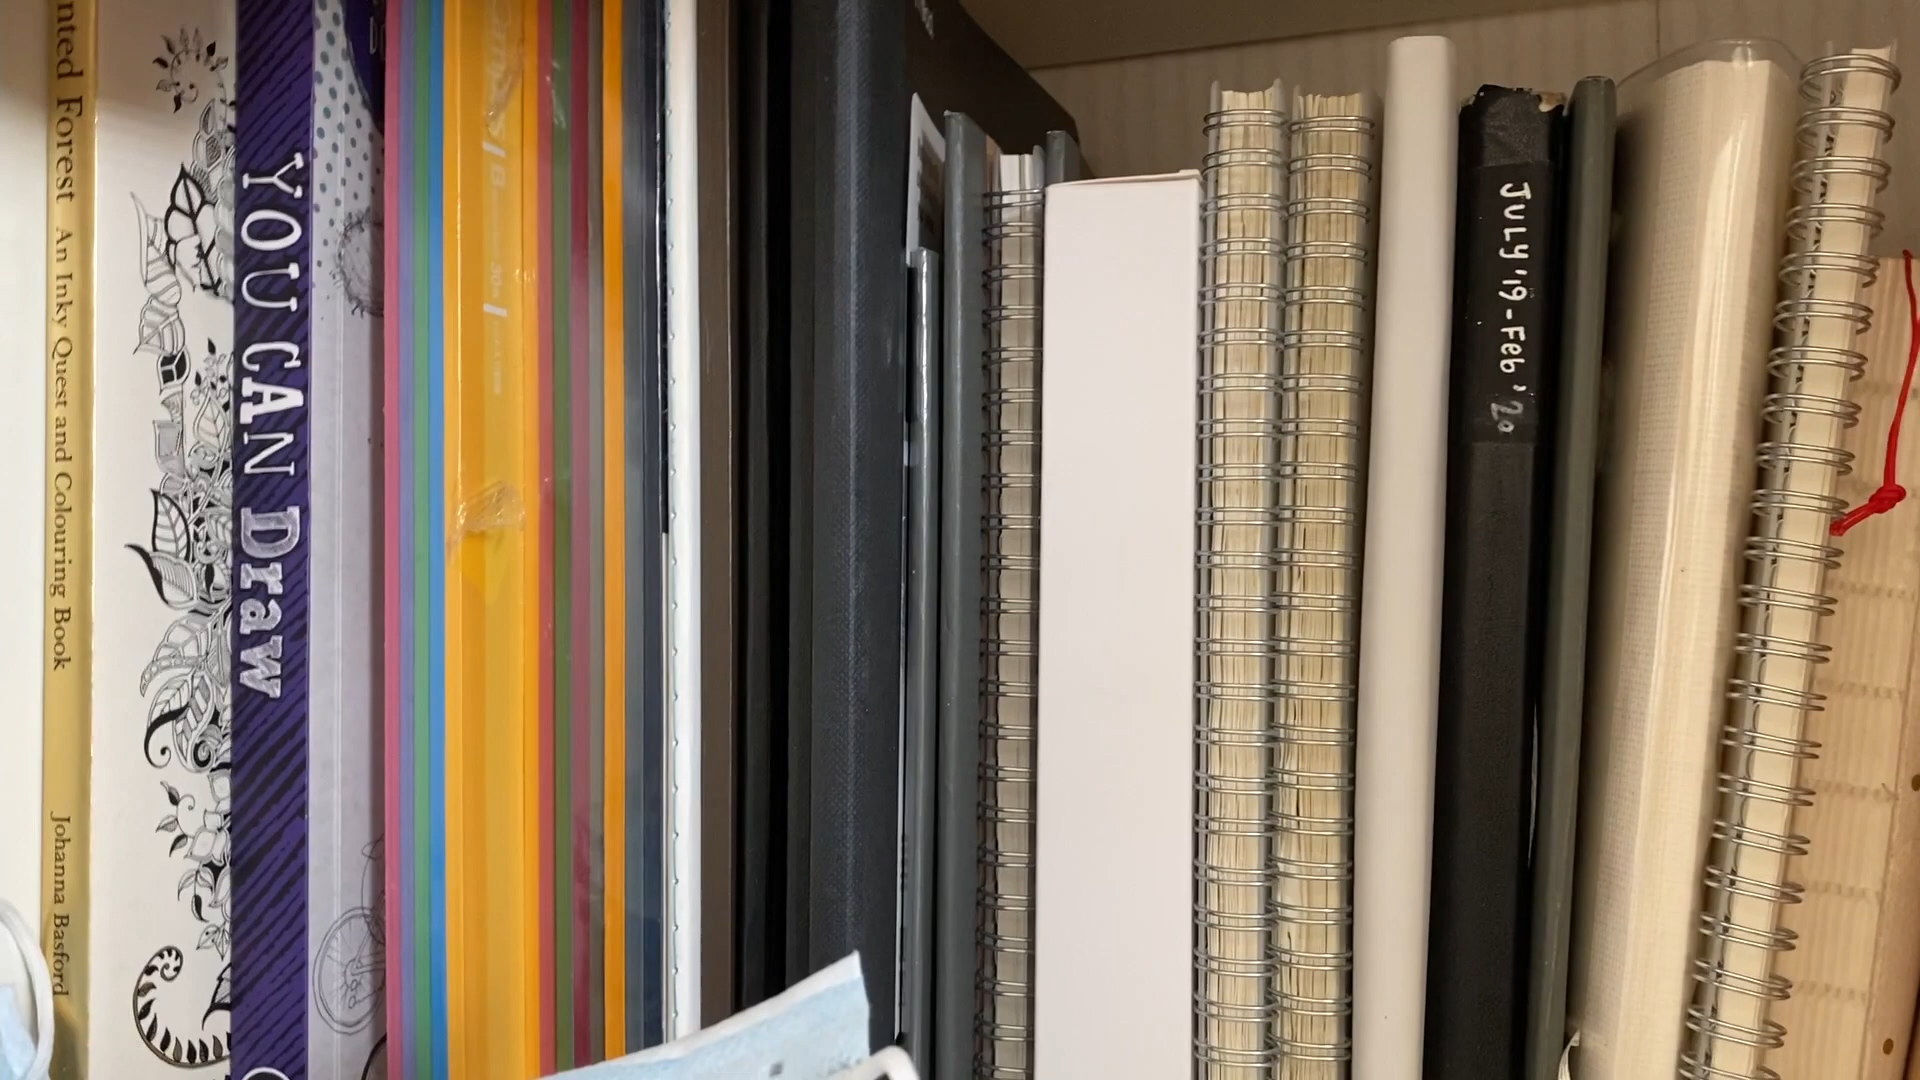 nted Forest An Inky Quest and Colouring Book Johanna Basford
YOU CAN Draw
JULY '19 - Feb '20